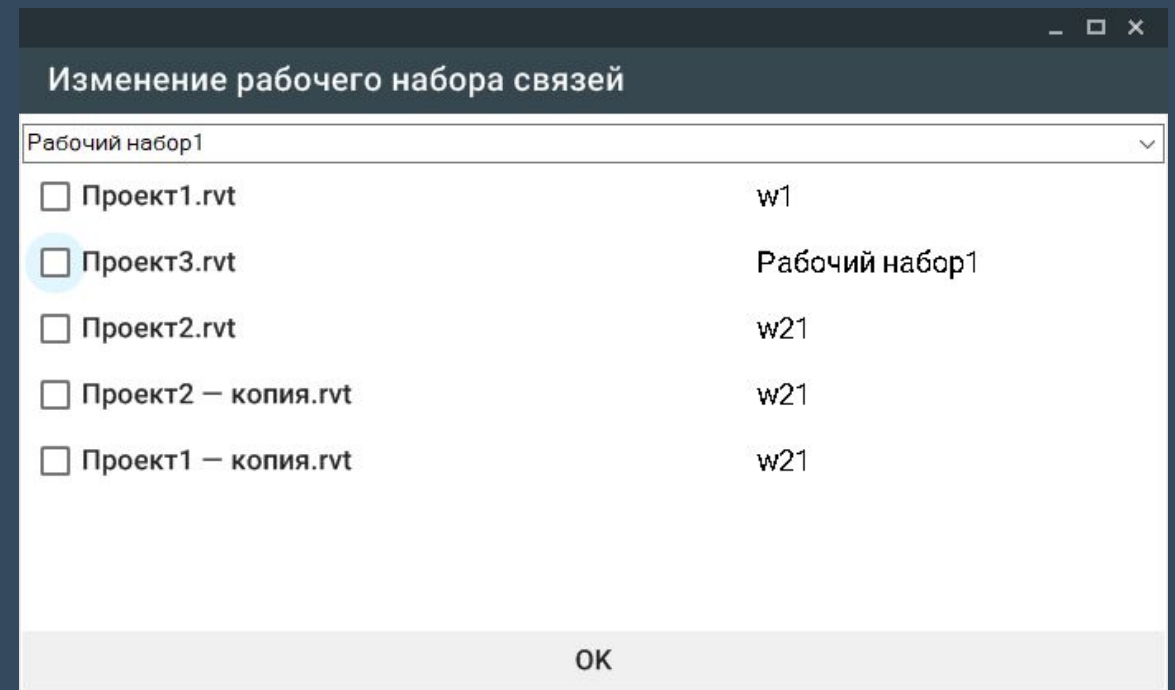 Изменение рабочего набора связей
Рабочий набор1
Проект1.rvt w1
Проект3.rvt Рабочий набор1
Проект2.rvt w21
Проект2 — копия.rvt w21
Проект1 — копия.rvt w21
OK